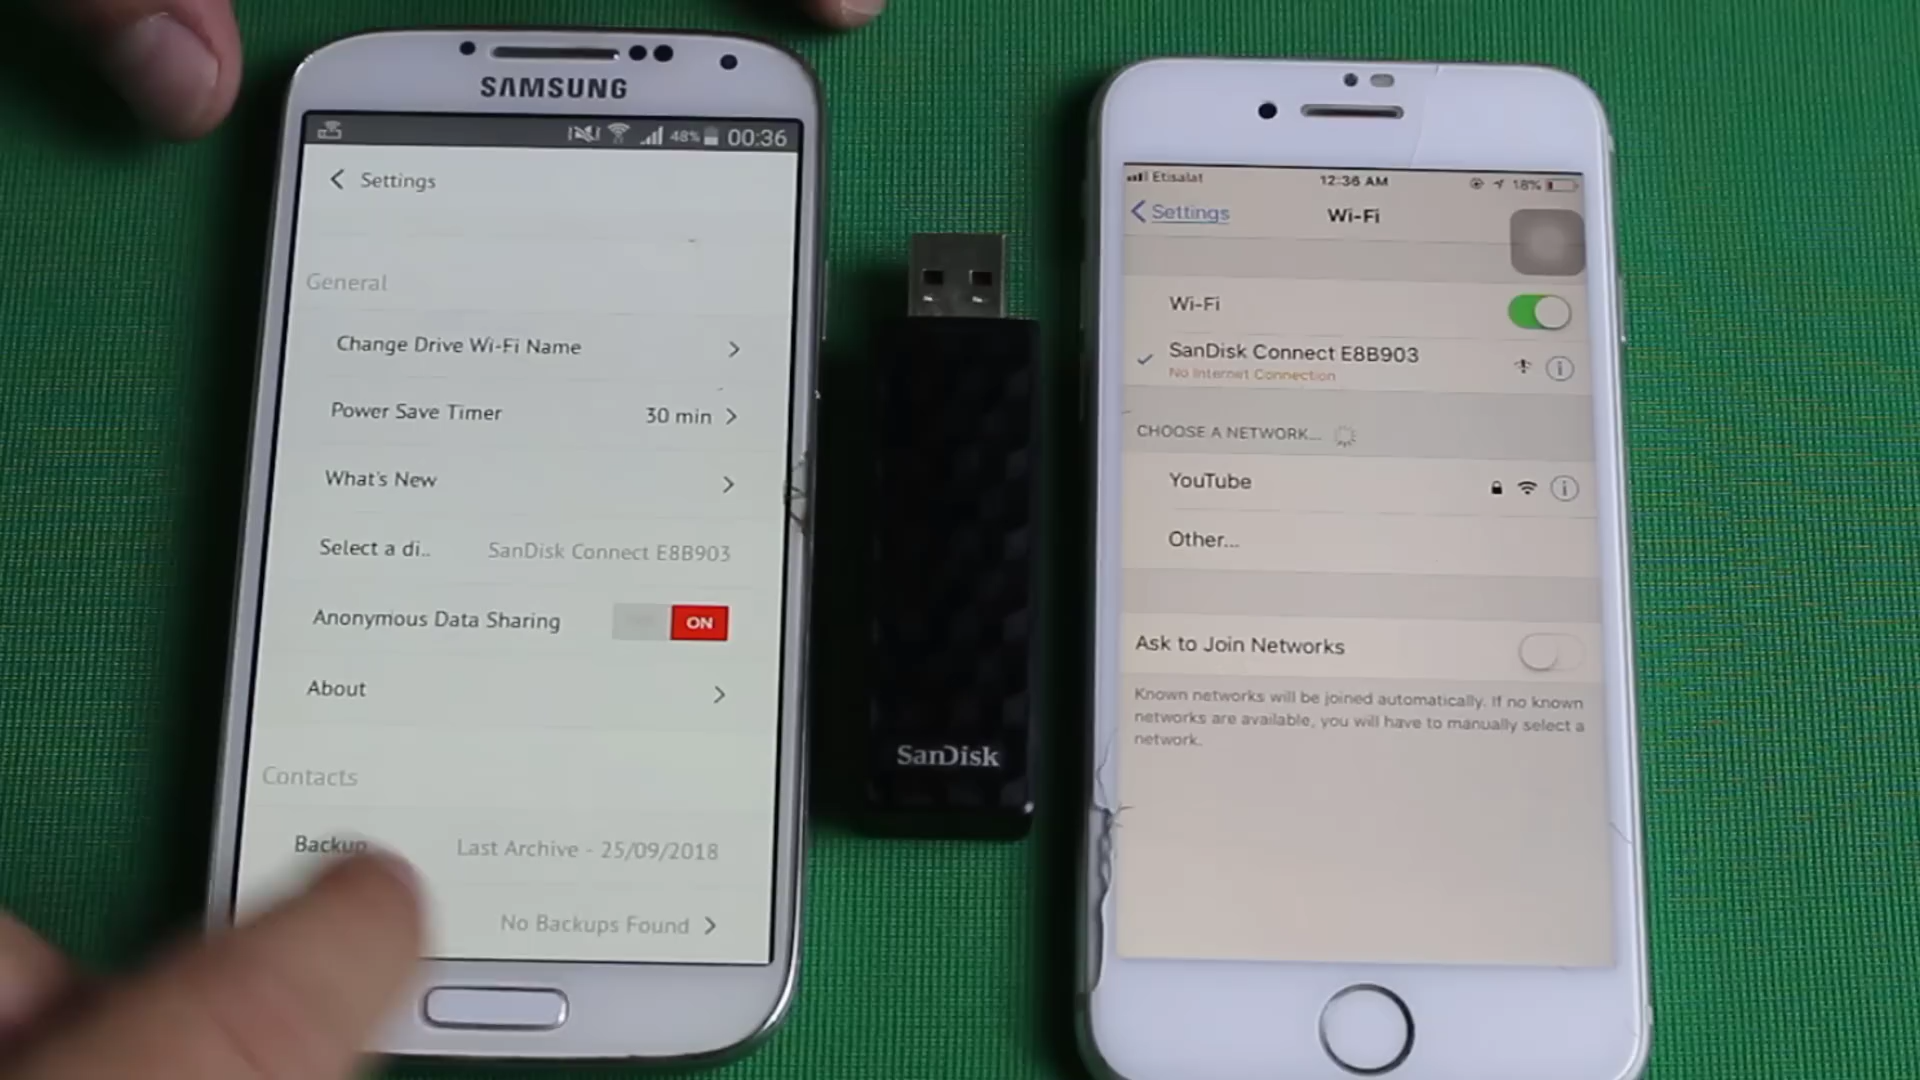 SAMSUNG
48% 00:36
Settings
General
Change Drive Wi-Fi Name
Power Save Timer 30 min
What's New
Select a di.. SanDisk Connect E8B903
Anonymous Data Sharing ON
About
Contacts
Backup Last Archive - 25/09/2018
No Backups Found
SanDisk
Etisalat 12:36 AM 18%
Settings Wi-Fi
Wi-Fi
SanDisk Connect E8B903
No Internet Connection
CHOOSE A NETWORK...
YouTube
Other...
Ask to Join Networks
Known networks will be joined automatically. If no known
networks are available, you will have to manually select a
network.